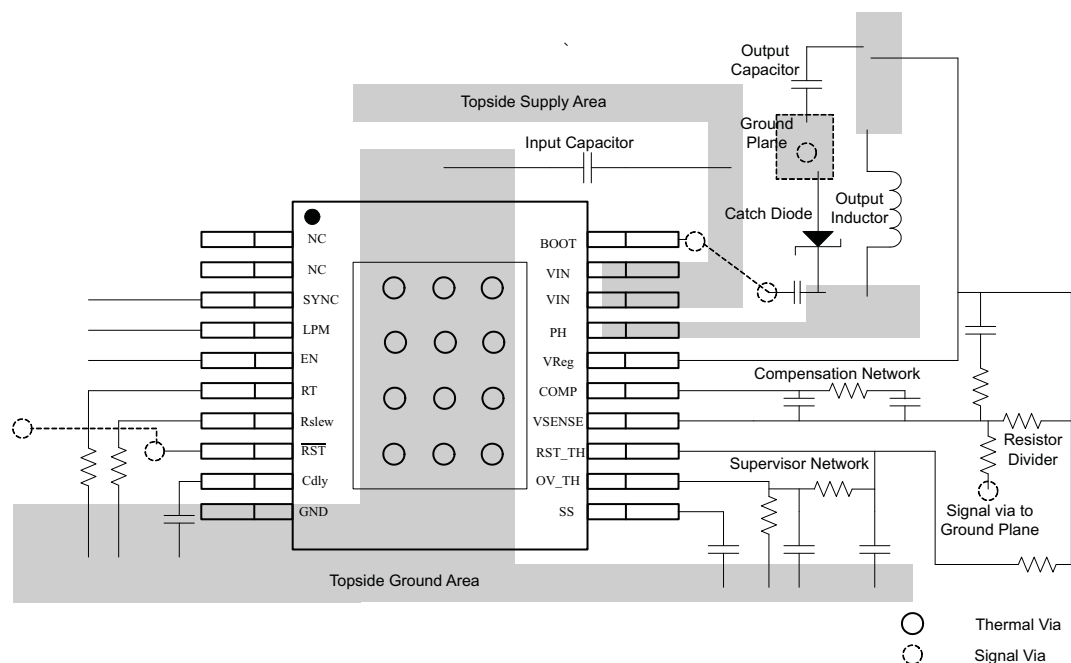 `
Output
Capacitor
Topside Supply Area
Ground
Plane
Input Capacitor
Catch Diode
Output
Inductor
NC
NC
SYNC
LPM
EN
RT
Rslew
RST
Cdly
GND
BOOT
VIN
VIN
PH
VReg
COMP
VSENSE
RST_TH
OV_TH
SS
Compensation Network
Resistor
Divider
Supervisor Network
Signal via to
Ground Plane
Topside Ground Area
Thermal Via
Signal Via